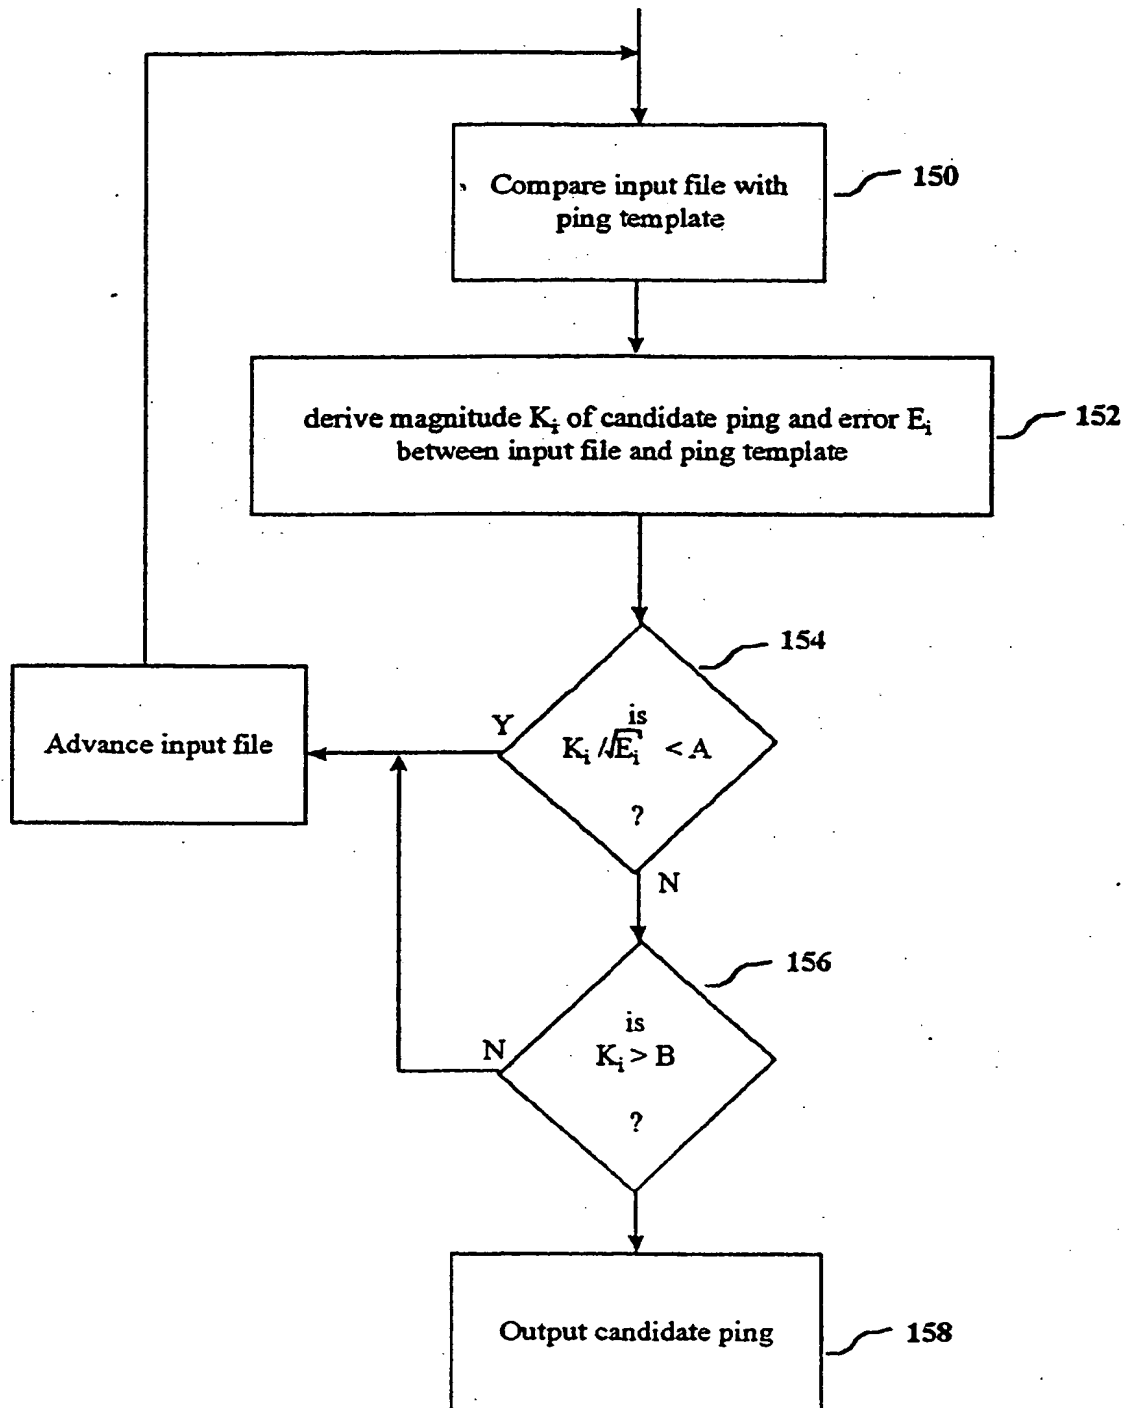 Compare input file with
ping template
150
derive magnitude Kᵢ of candidate ping and error Eᵢ
between input file and ping template
152
154
is
Kᵢ /√Eᵢ < A
?
Y
Advance input file
N
156
is
Kᵢ > B
?
N
Output candidate ping
158